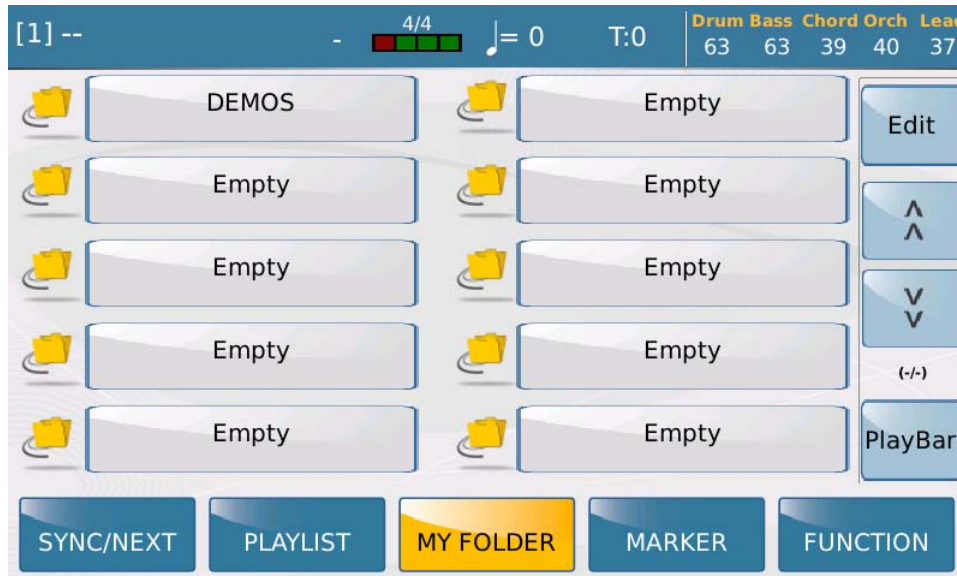 [1] -- - 4/4 = 0 T:0 Drum Bass Chord Orch Lead
63 63 39 40 37
DEMOS Empty Edit
Empty Empty
Empty Empty
Empty Empty (-/-)
Empty Empty PlayBar
SYNC/NEXT PLAYLIST MY FOLDER MARKER FUNCTION